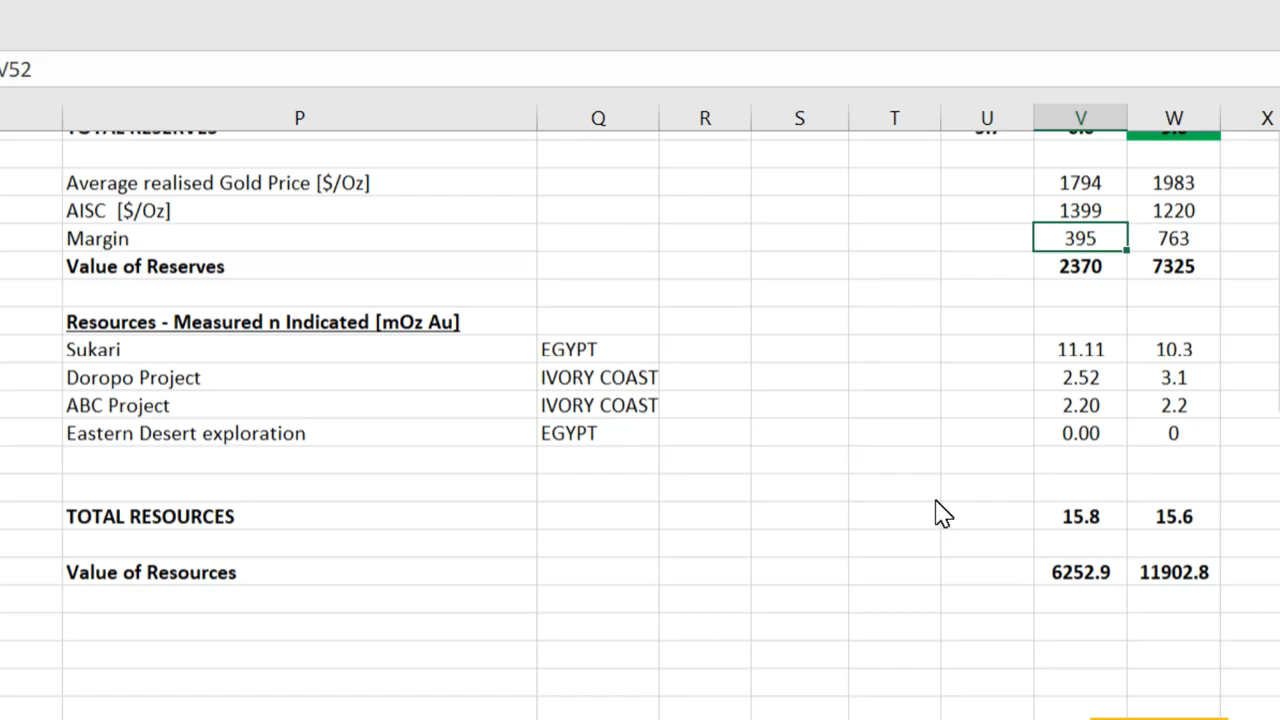 V52
P Q R S T U V W X
TOTAL RESERVES
Average realised Gold Price [$/Oz] 1794 1983
AISC [$/Oz] 1399 1220
Margin 395 763
Value of Reserves 2370 7325
Resources - Measured n Indicated [mOz Au]
Sukari EGYPT 11.11 10.3
Doropo Project IVORY COAST 2.52 3.1
ABC Project IVORY COAST 2.20 2.2
Eastern Desert exploration EGYPT 0.00 0
TOTAL RESOURCES 15.8 15.6
Value of Resources 6252.9 11902.8